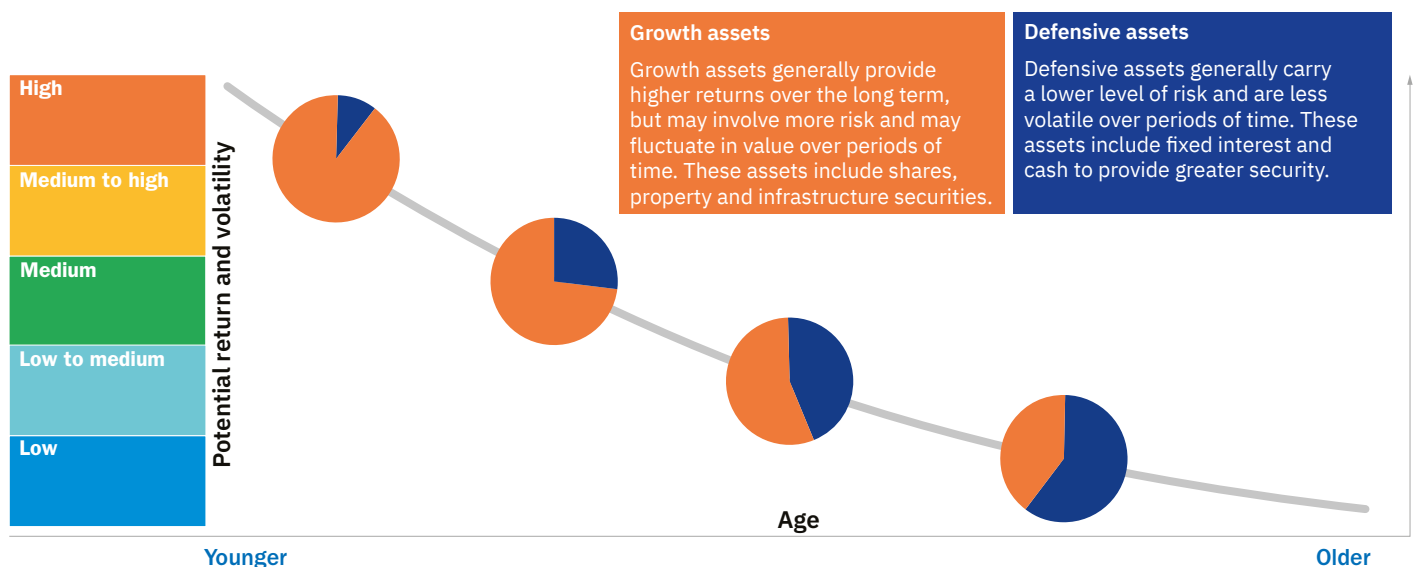 High
Medium to high
Medium
Low to medium
Low
Potential return and volatility
Growth assets
Growth assets generally provide
higher returns over the long term,
but may involve more risk and may
fluctuate in value over periods of
time. These assets include shares,
property and infrastructure securities.
Defensive assets
Defensive assets generally carry
a lower level of risk and are less
volatile over periods of time. These
assets include fixed interest and
cash to provide greater security.
Age
Younger
Older